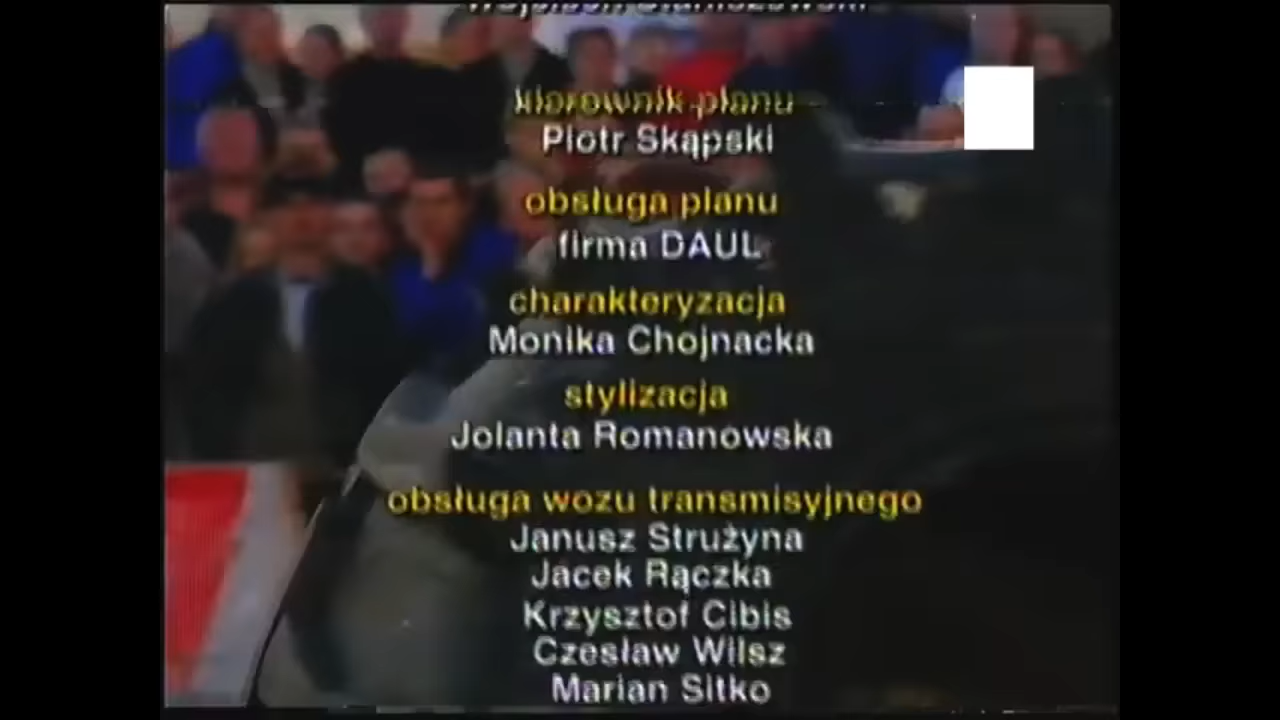 kierownik planu
Piotr Skąpski
obsługa planu
firma DAUL
charakteryzacja
Monika Chojnacka
stylizacja
Jolanta Romanowska
obsługa wozu transmisyjnego
Janusz Strużyna
Jacek Rączka
Krzysztof Cibis
Czesław Wilsz
Marian Sitko